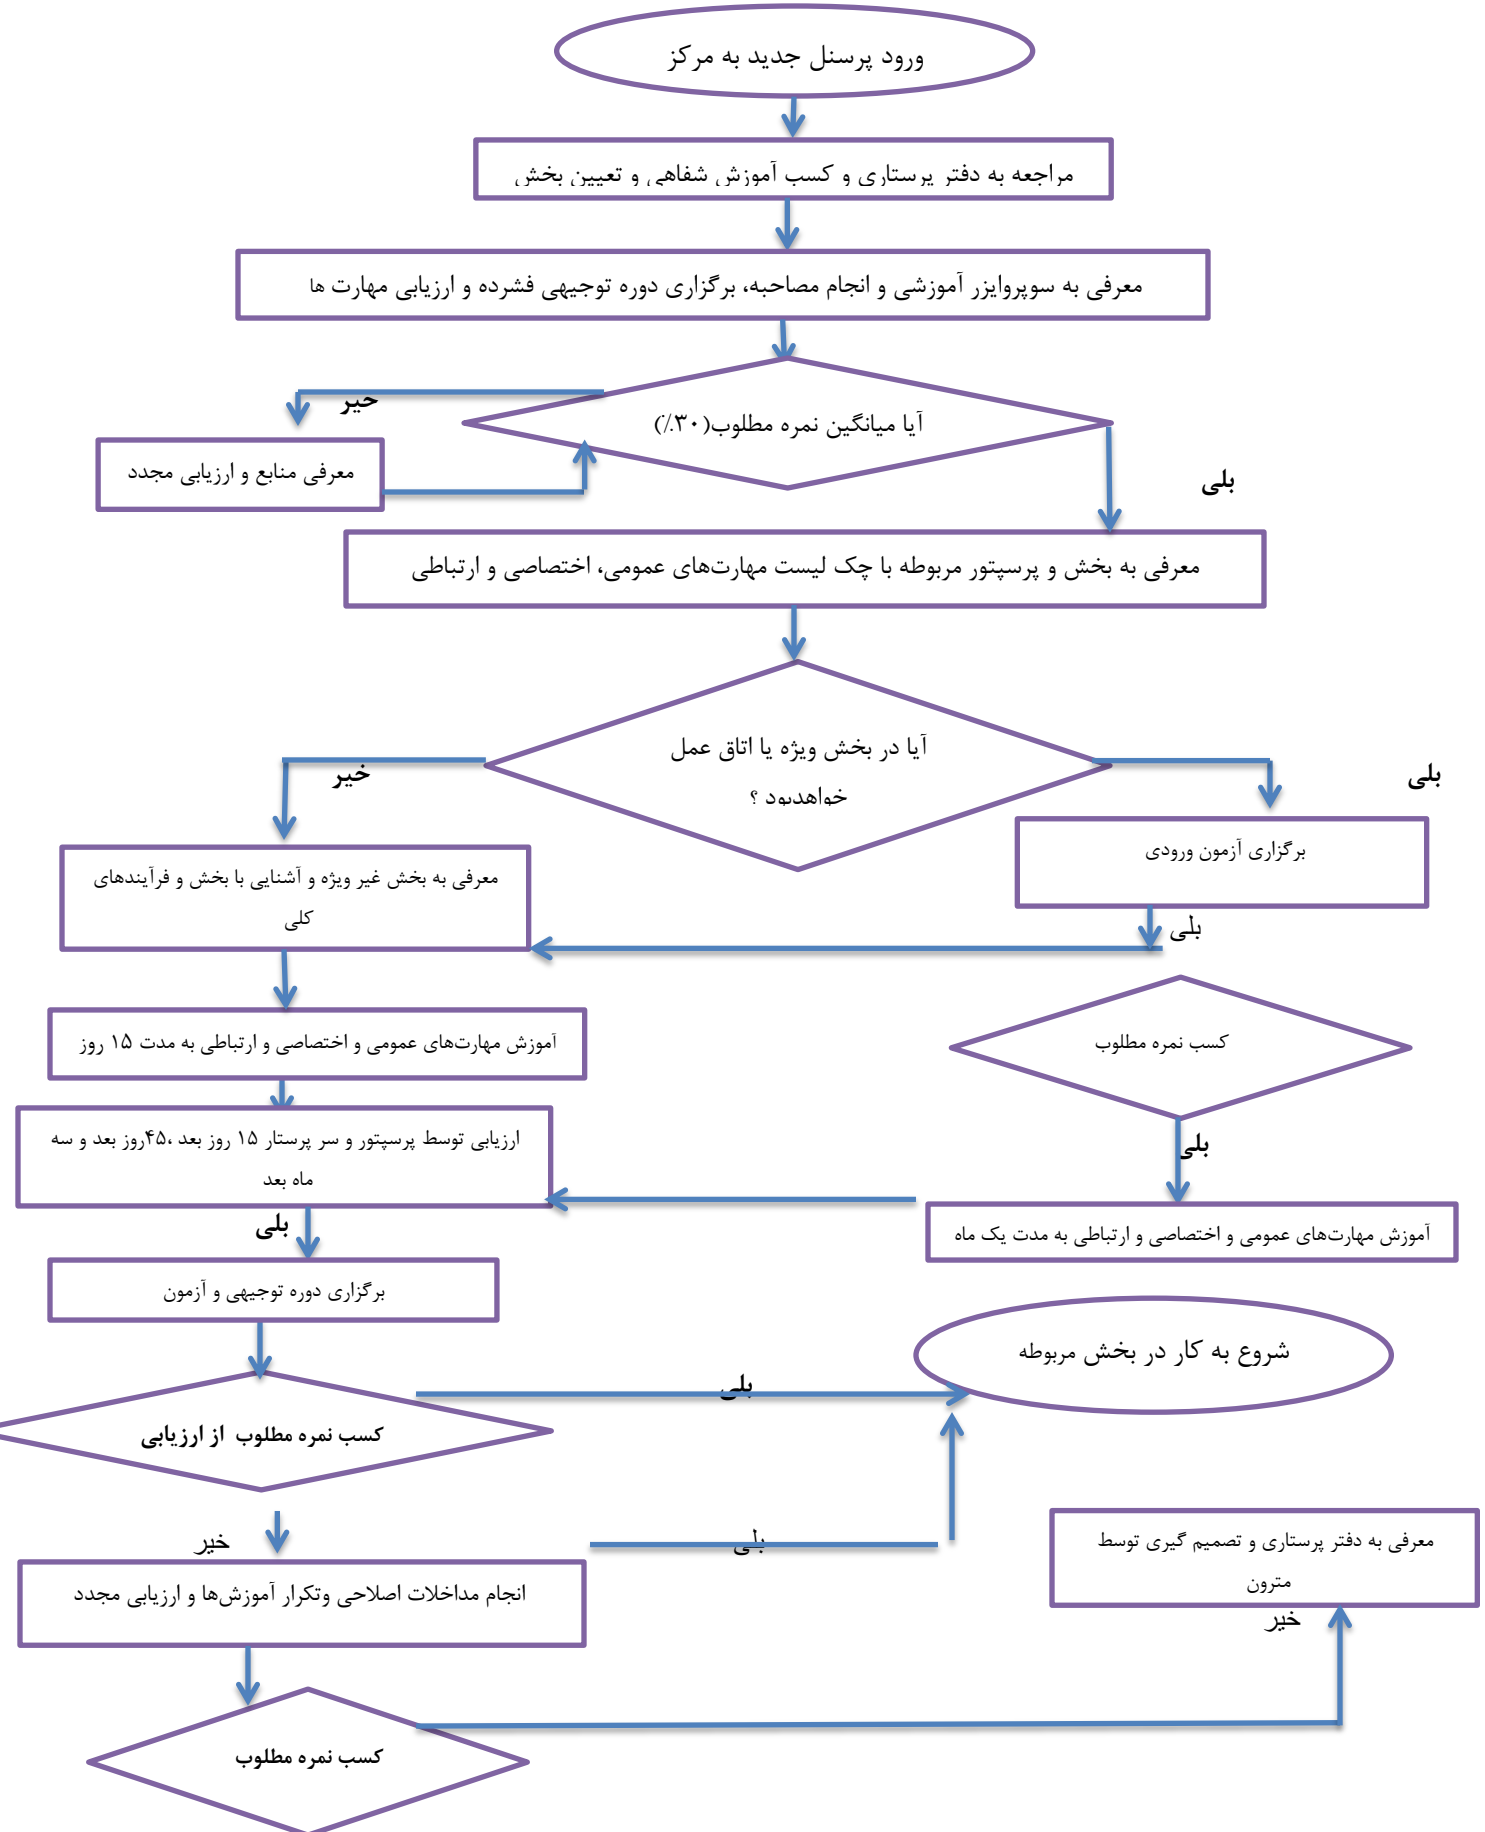 ورود پرسنل جدید به مرکز
مراجعه به دفتر پرستاری و کسب آموزش شفاهی و تعیین بخش
معرفی به سوپروایزر آموزشی و انجام مصاحبه، برگزاری دوره توجیهی فشرده و ارزیابی مهارت ها
خیر
آیا میانگین نمره مطلوب(۳۰٪)
معرفی منابع و ارزیابی مجدد
بلی
معرفی به بخش و پرسپتور مربوطه با چک لیست مهارت‌های عمومی، اختصاصی و ارتباطی
آیا در بخش ویژه یا اتاق عمل
خواهدبود ؟
بلی
خیر
برگزاری آزمون ورودی
معرفی به بخش غیر ویژه و آشنایی با بخش و فرآیندهای
کلی
بلی
کسب نمره مطلوب
آموزش مهارت‌های عمومی و اختصاصی و ارتباطی به مدت ۱۵ روز
ارزیابی توسط پرسپتور و سر پرستار ۱۵ روز بعد ،۴۵روز بعد و سه
ماه بعد
بلی
آموزش مهارت‌های عمومی و اختصاصی و ارتباطی به مدت یک ماه
بلی
برگزاری دوره توجیهی و آزمون
شروع به کار در بخش مربوطه
بلی
کسب نمره مطلوب از ارزیابی
خیر
بلی
معرفی به دفتر پرستاری و تصمیم گیری توسط
مترون
انجام مداخلات اصلاحی وتکرار آموزش‌ها و ارزیابی مجدد
خیر
کسب نمره مطلوب